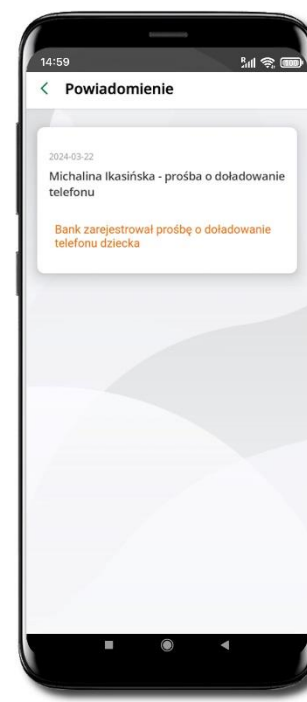 14:59
Powiadomienie
2024-03-22
Michalina Ikasińska - prośba o doładowanie
telefonu
Bank zarejestrował prośbę o doładowanie
telefonu dziecka